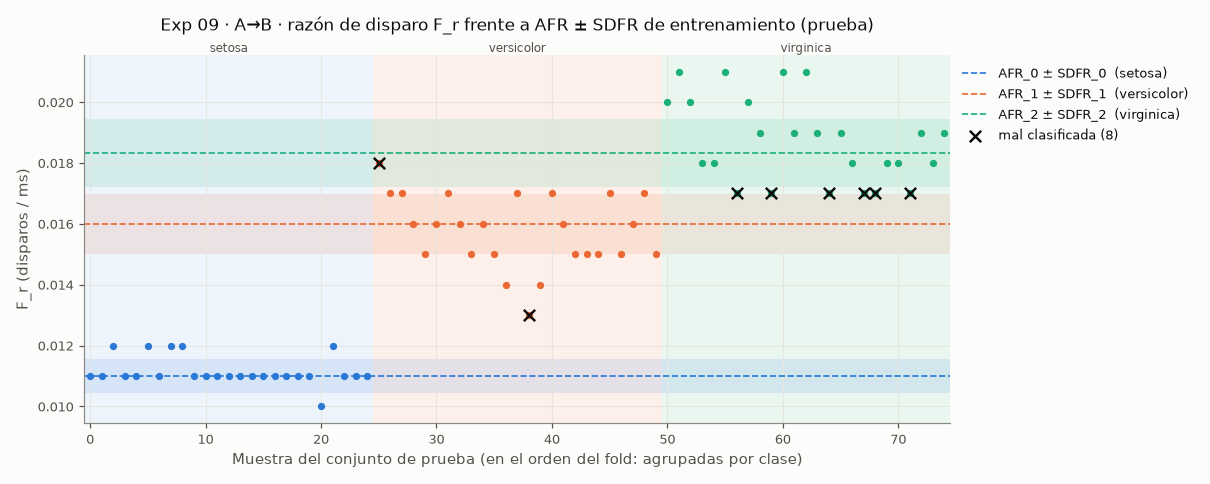 Exp 09 · A→B · razón de disparo F_r frente a AFR ± SDFR de entrenamiento (prueba)
setosa
versicolor
virginica
AFR_0 ± SDFR_0  (setosa)
AFR_1 ± SDFR_1  (versicolor)
AFR_2 ± SDFR_2  (virginica)
mal clasificada (8)
F_r (disparos / ms)
0.020
0.018
0.016
0.014
0.012
0.010
0
10
20
30
40
50
60
70
Muestra del conjunto de prueba (en el orden del fold: agrupadas por clase)